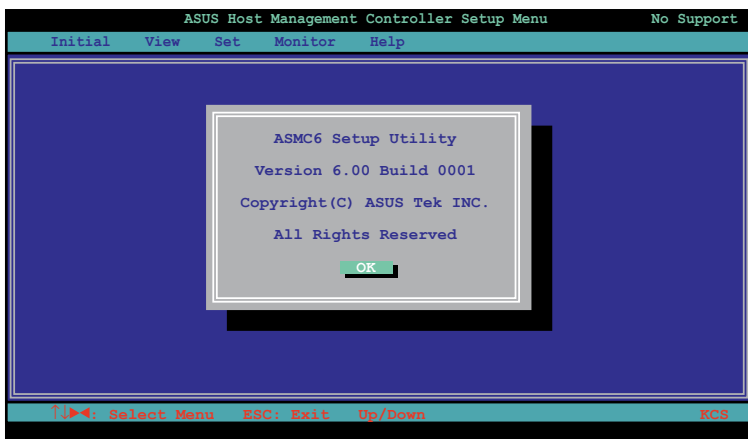 ASUS Host Management Controller Setup Menu No Support
Initial View Set Monitor Help
ASMC6 Setup Utility
Version 6.00 Build 0001
Copyright(C) ASUS Tek INC.
All Rights Reserved
OK
↑↓►◄: Select Menu ESC: Exit Up/Down KCS